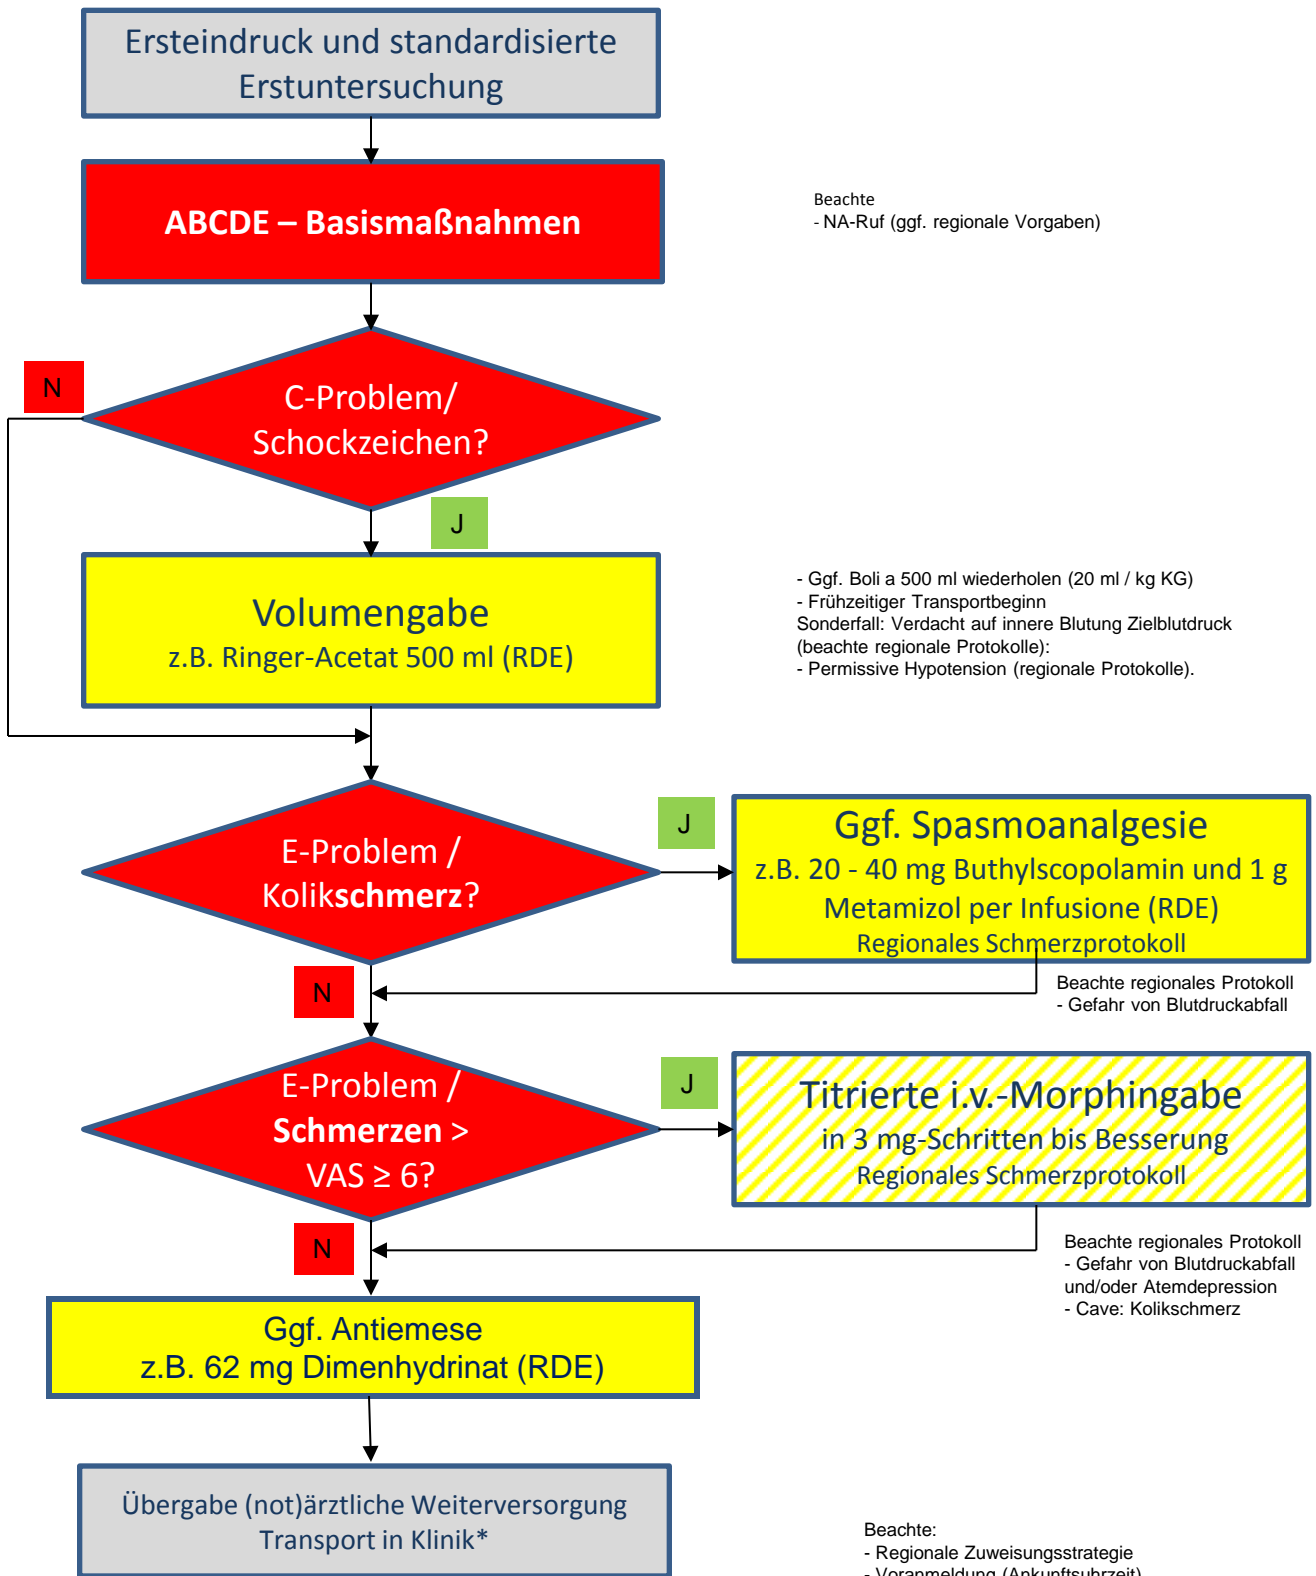 Ersteindruck und standardisierte
Erstuntersuchung
ABCDE – Basismaßnahmen
Beachte
- NA-Ruf (ggf. regionale Vorgaben)
N
C-Problem/
Schockzeichen?
J
Volumengabe
z.B. Ringer-Acetat 500 ml (RDE)
- Ggf. Boli a 500 ml wiederholen (20 ml / kg KG)
- Frühzeitiger Transportbeginn
Sonderfall: Verdacht auf innere Blutung Zielblutdruck
(beachte regionale Protokolle):
- Permissive Hypotension (regionale Protokolle).
E-Problem /
Kolikschmerz?
J
Ggf. Spasmoanalgesie
z.B. 20 - 40 mg Buthylscopolamin und 1 g
Metamizol per Infusione (RDE)
Regionales Schmerzprotokoll
N
Beachte regionales Protokoll
- Gefahr von Blutdruckabfall
E-Problem /
Schmerzen >
VAS ≥ 6?
J
Titrierte i.v.-Morphingabe
in 3 mg-Schritten bis Besserung
Regionales Schmerzprotokoll
N
Beachte regionales Protokoll
- Gefahr von Blutdruckabfall
und/oder Atemdepression
- Cave: Kolikschmerz
Ggf. Antiemese
z.B. 62 mg Dimenhydrinat (RDE)
Übergabe (not)ärztliche Weiterversorgung
Transport in Klinik*
Beachte:
- Regionale Zuweisungsstrategie
- Voranmeldung (Ankunftsuhrzeit)